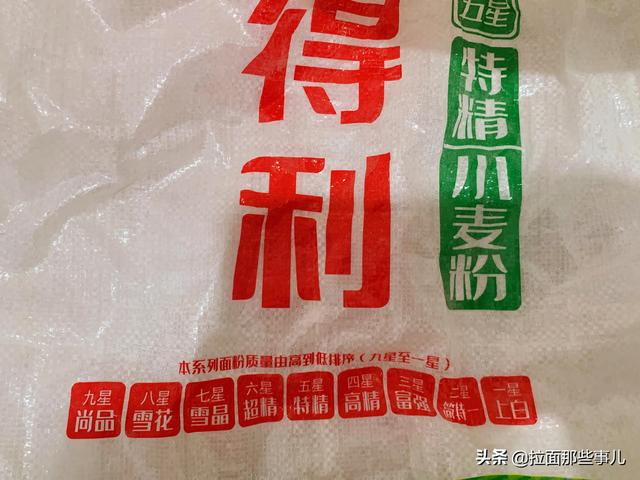 得利
五星
特精小麦粉
本系列面粉质量由高到低排序（九星至一星）
九星
尚品
八星
雪花
七星
雪晶
六星
超精
五星
特精
四星
高精
三星
富强
二星
特一
一星
上白
头条 @拉面那些事儿